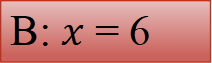 B: x = 6